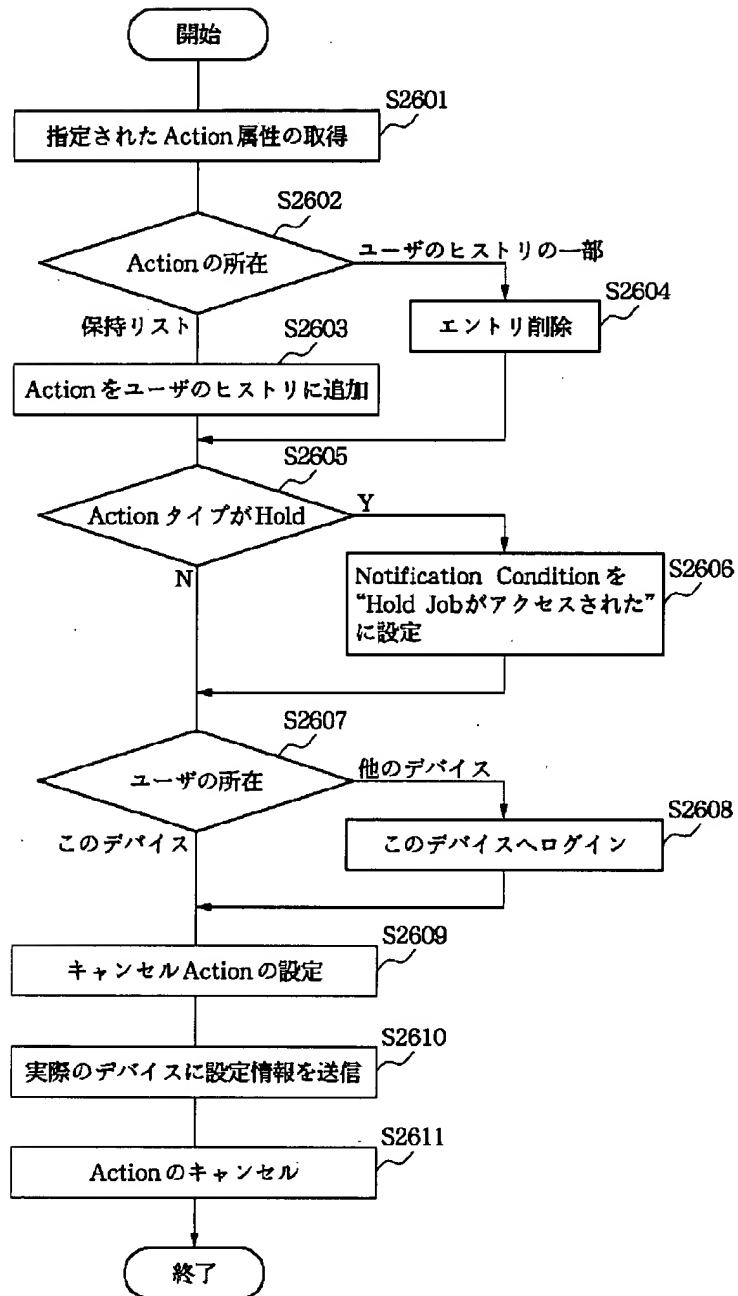 開始
S2601
指定されたAction属性の取得
S2602
Actionの所在
ユーザのヒストリの一部
保持リスト
S2604
エントリ削除
S2603
Actionをユーザのヒストリに追加
S2605
ActionタイプがHold
Y
N
S2606
Notification Conditionを
“Hold Jobがアクセスされた”
に設定
S2607
ユーザの所在
他のデバイス
このデバイス
S2608
このデバイスへログイン
S2609
キャンセルActionの設定
S2610
実際のデバイスに設定情報を送信
S2611
Actionのキャンセル
終了